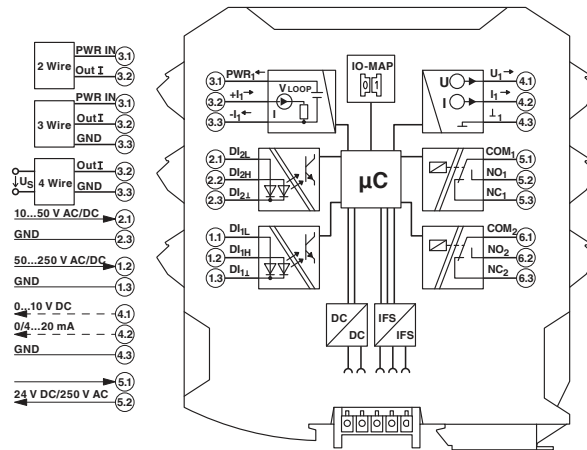 PWR IN 3.1
2 Wire
Out I 3.2
PWR IN 3.1
3 Wire
Out I 3.2
GND 3.3
Out I 3.2
US 4 Wire
GND 3.3
10...50 V AC/DC 2.1
GND 2.3
50...250 V AC/DC 1.2
GND 1.3
0...10 V DC 4.1
0/4...20 mA 4.2
GND 4.3
5.1
24 V DC/250 V AC 5.2
3.1 PWR1
3.2 +I1
3.3 -I1
VLOOP
I
IO-MAP
0 1
U U1 4.1
I I1 4.2
⊥1 4.3
2.1 DI2L
2.2 DI2H
2.3 DI2⊥
µC
COM1 5.1
NO1 5.2
NC1 5.3
1.1 DI1L
1.2 DI1H
1.3 DI1⊥
COM2 6.1
NO2 6.2
NC2 6.3
DC
DC
IFS
IFS